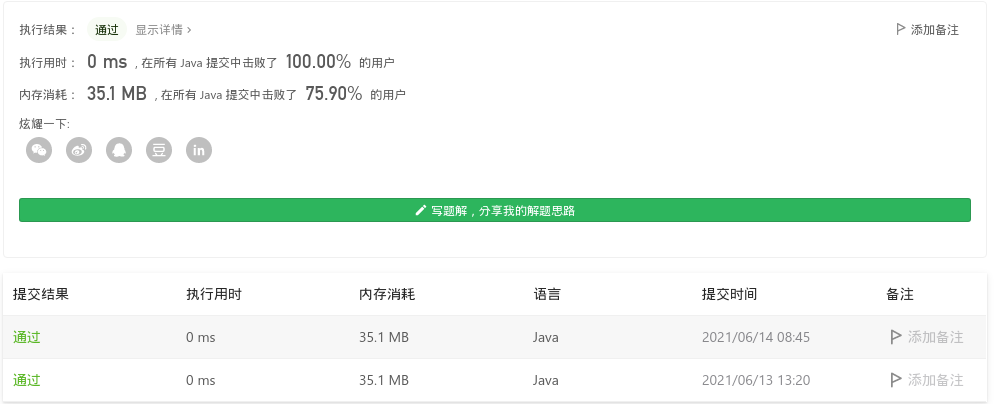 执行结果： 通过 显示详情 › 添加备注
执行用时： 0 ms , 在所有 Java 提交中击败了 100.00% 的用户
内存消耗： 35.1 MB , 在所有 Java 提交中击败了 75.90% 的用户
炫耀一下:
豆 in
写题解，分享我的解题思路
提交结果 执行用时 内存消耗 语言 提交时间 备注
通过 0 ms 35.1 MB Java 2021/06/14 08:45 添加备注
通过 0 ms 35.1 MB Java 2021/06/13 13:20 添加备注